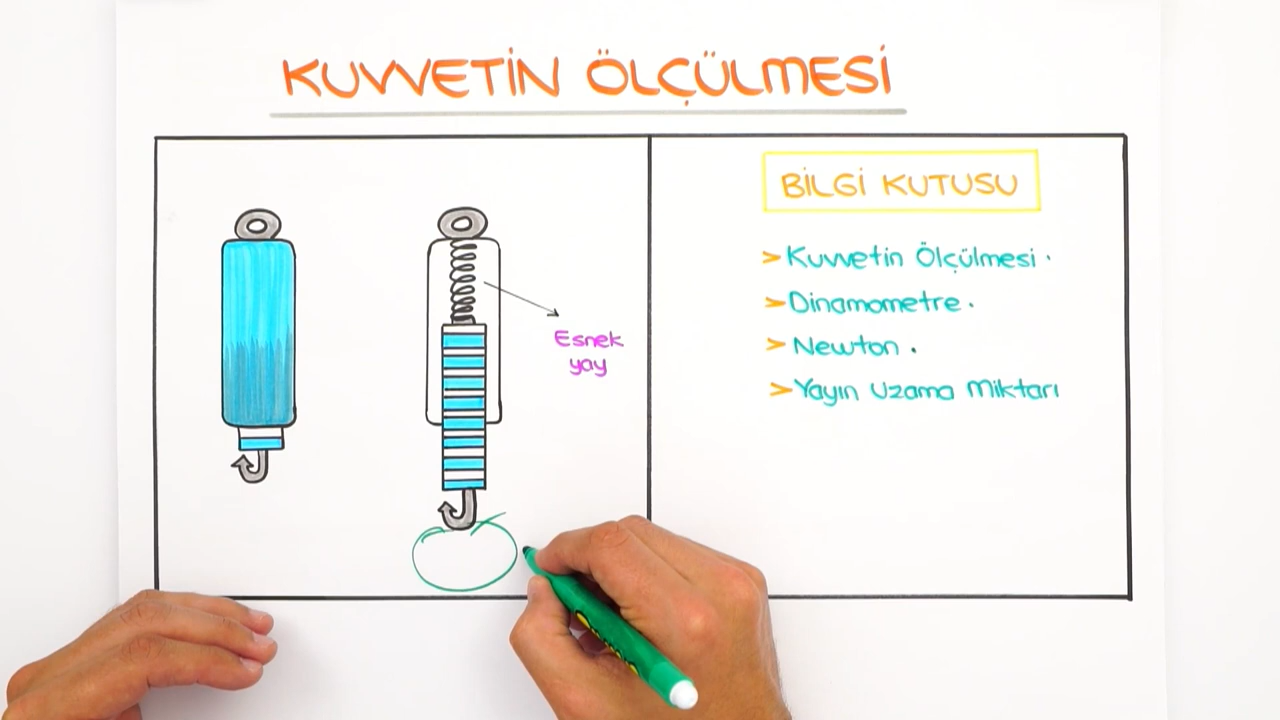 KUVVETİN ÖLÇÜLMESİ
BİLGİ KUTUSU
> Kuvvetin Ölçülmesi .
> Dinamometre .
> Newton .
> Yayın Uzama Miktarı
Esnek
yay